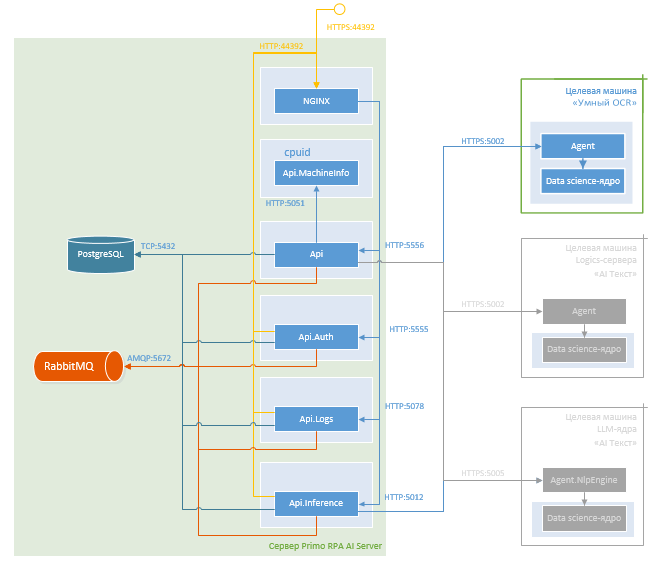 HTTPS:44392
HTTP:44392
NGINX
cpuid
Api.MachineInfo
HTTP:5051
TCP:5432
PostgreSQL
Api
HTTP:5556
Api.Auth
HTTP:5555
AMQP:5672
RabbitMQ
Api.Logs
HTTP:5078
Api.Inference
HTTP:5012
Сервер Primo RPA AI Server
Целевая машина
«Умный OCR»
HTTPS:5002
Agent
Data science-ядро
Целевая машина
Logics-сервера
«AI Текст»
HTTPS:5002
Agent
Data science-ядро
Целевая машина
LLM-ядра
«AI Текст»
HTTPS:5005
Agent.NlpEngine
Data science-ядро